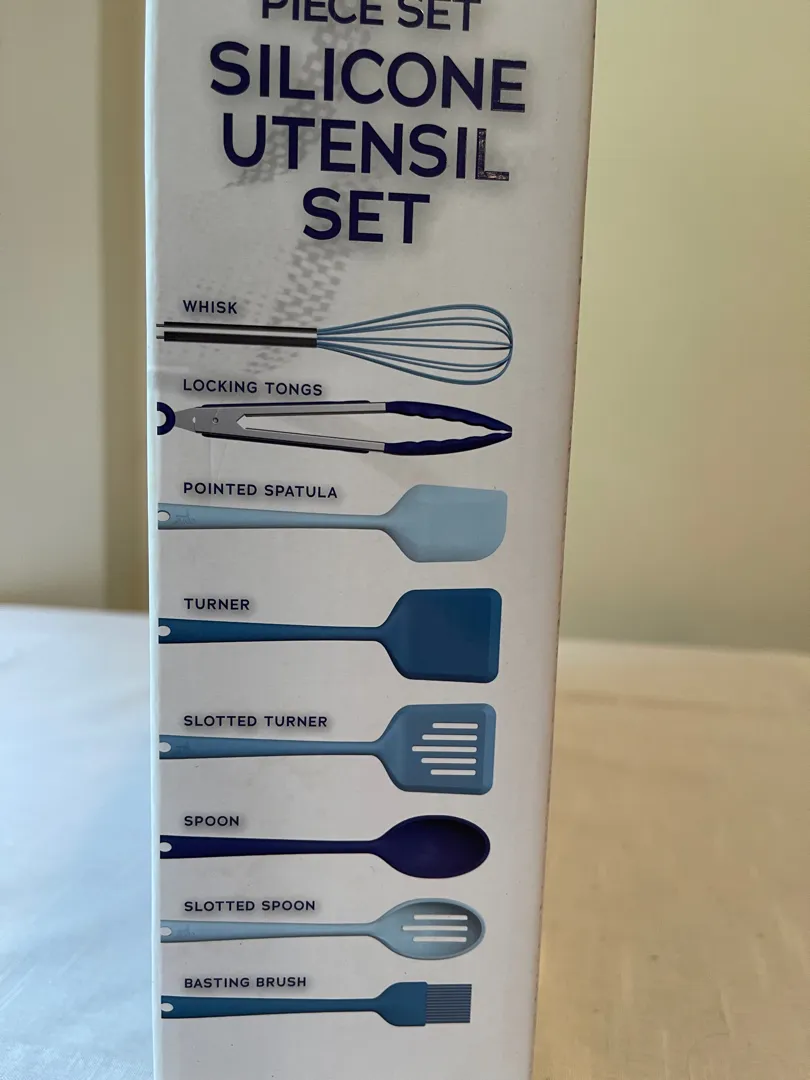 PIECE SET
SILICONE
UTENSIL
SET
WHISK
LOCKING TONGS
POINTED SPATULA
TURNER
SLOTTED TURNER
SPOON
SLOTTED SPOON
BASTING BRUSH